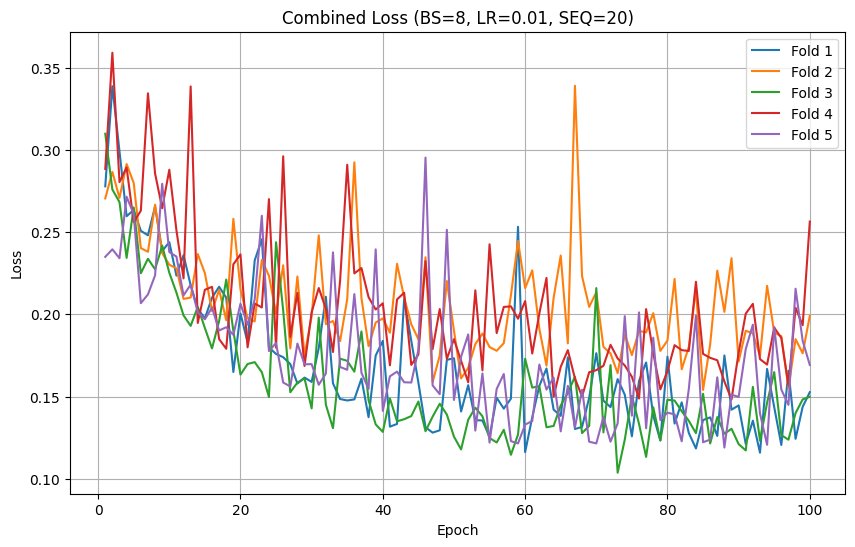 Combined Loss (BS=8, LR=0.01, SEQ=20)
Loss
0.35
0.30
0.25
0.20
0.15
0.10
Fold 1
Fold 2
Fold 3
Fold 4
Fold 5
0
20
40
60
80
100
Epoch